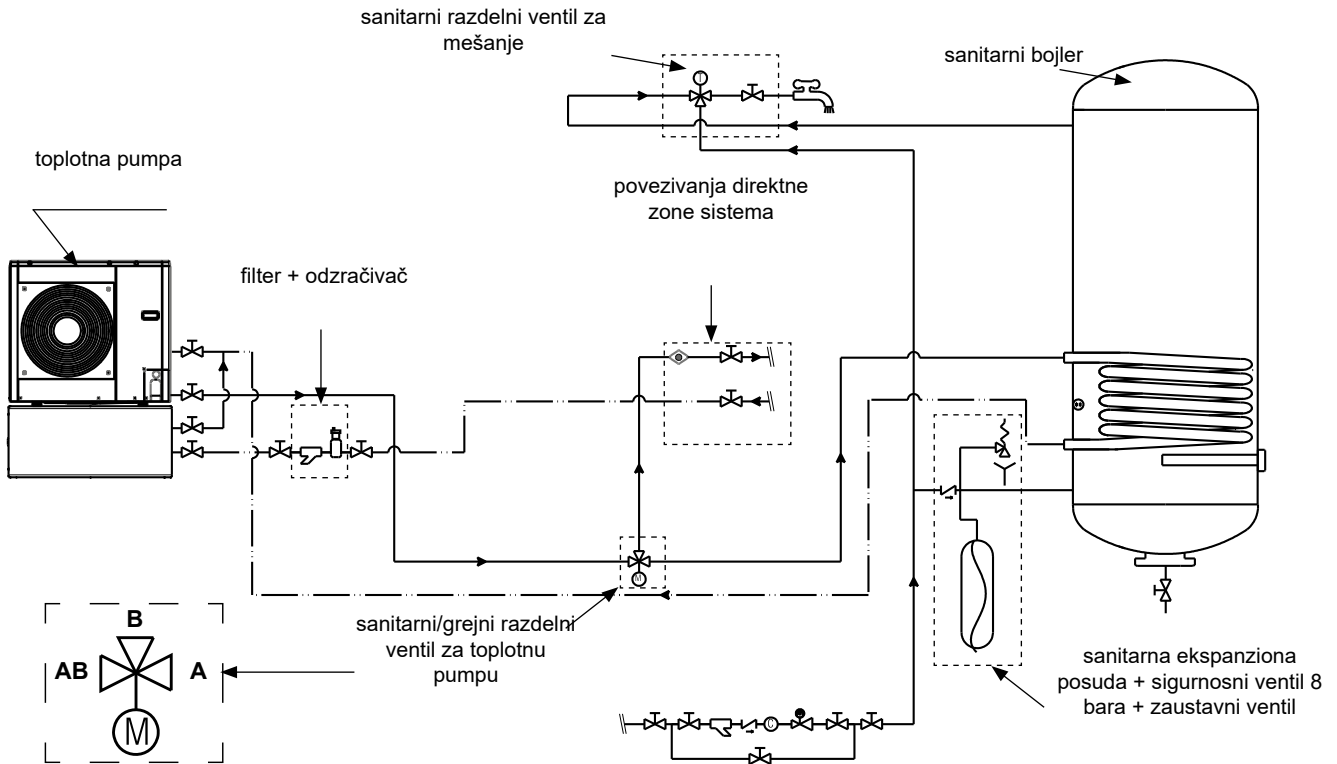 sanitarni razdelni ventil za
mešanje
sanitarni bojler
T
toplotna pumpa
povezivanja direktne
zone sistema
filter + odzračivač
M
sanitarni/grejni razdelni
ventil za toplotnu
pumpu
B
AB
A
M
sanitarna ekspanziona
posuda + sigurnosni ventil 8
bara + zaustavni ventil
C